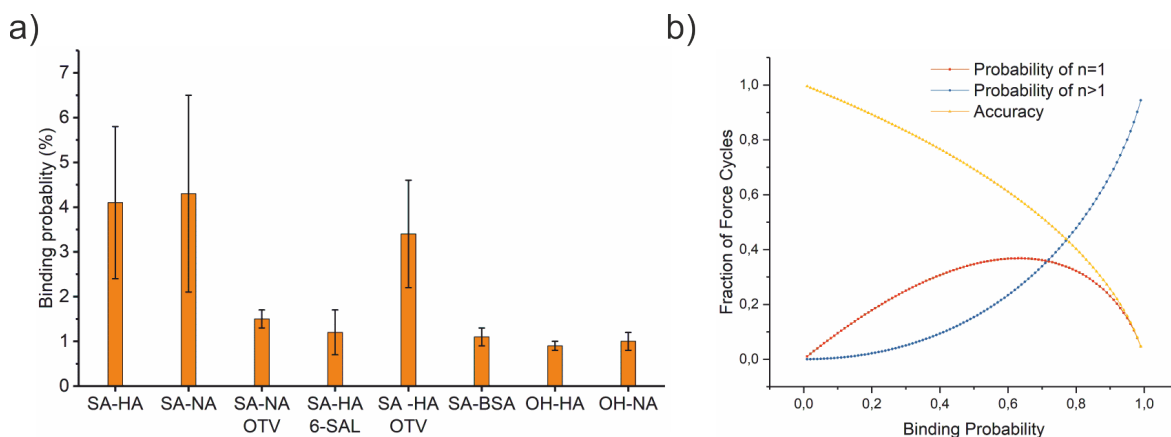 a)
Binding probablity (%)
7
6
5
4
3
2
1
0
SA-HA SA-NA SA-NA SA-HA SA -HA SA-BSA OH-HA OH-NA
OTV 6-SAL OTV
b)
Probability of n=1
Probability of n>1
Accuracy
Fraction of Force Cycles
1,0
0,8
0,6
0,4
0,2
0,0
0,0 0,2 0,4 0,6 0,8 1,0
Binding Probability